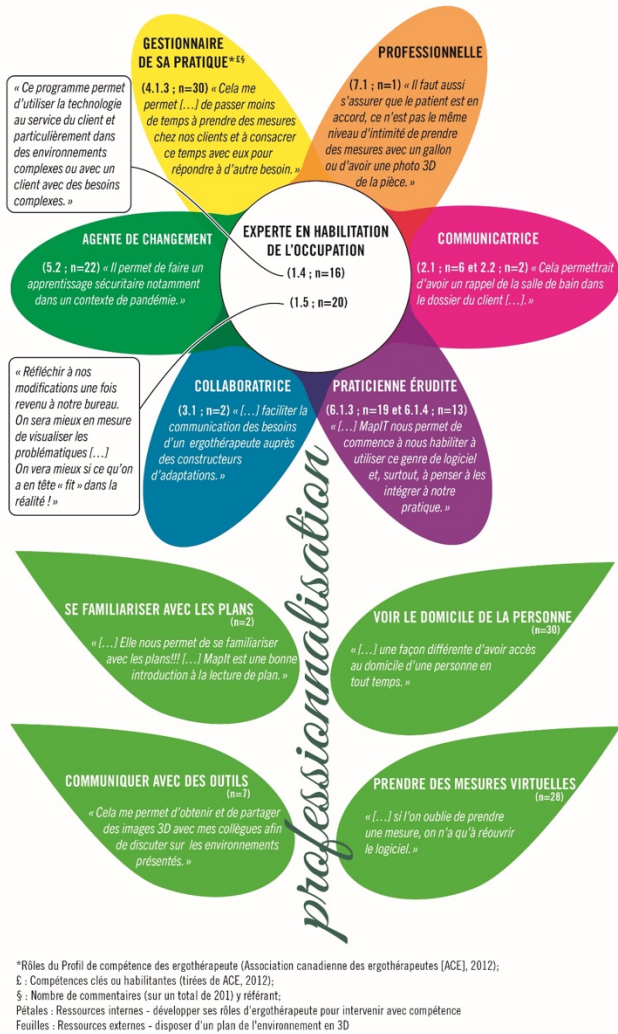 GESTIONNAIRE
DE SA PRATIQUE*£§
(4.1.3 ; n=30) « Cela me
permet [...] de passer moins
de temps à prendre des mesures
chez nos clients et à consacrer
ce temps avec eux pour
répondre à d'autre besoin. »
PROFESSIONNELLE
(7.1 ; n=1) « Il faut aussi
s'assurer que le patient est en
accord, ce n'est pas le même
niveau d'intimité de prendre
des mesures avec un gallon
ou d'avoir une photo 3D
de la pièce. »
« Ce programme permet
d'utiliser la technologie
au service du client et
particulièrement dans
des environnements
complexes ou avec un
client avec des besoins
complexes. »
EXPERTE EN HABILITATION
DE L'OCCUPATION
(1.4 ; n=16)
(1.5 ; n=20)
AGENTE DE CHANGEMENT
(5.2 ; n=22) « Il permet de faire un
apprentissage sécuritaire notamment
dans un contexte de pandémie. »
COMMUNICATRICE
(2.1 ; n=6 et 2.2 ; n=2) « Cela permettrait
d'avoir un rappel de la salle de bain dans
le dossier du client [...]. »
« Réfléchir à nos
modifications une fois
revenu à notre bureau.
On sera mieux en mesure
de visualiser les
problématiques [...]
On verra mieux si ce qu'on
a en tête « fit » dans la
réalité ! »
COLLABORATRICE
(3.1 ; n=2) « [...] faciliter la
communication des besoins
d'un ergothérapeute auprès
des constructeurs
d'adaptations. »
PRATICIENNE ÉRUDITE
(6.1.3 ; n=19 et 6.1.4 ; n=13)
« [...] MapIT nous permet de
commence à nous habiliter à
utiliser ce genre de logiciel
et, surtout, à penser à les
intégrer à notre
pratique. »
professionnalisation
SE FAMILIARISER AVEC LES PLANS
(n=2)
« [...] Elle nous permet de se familiariser
avec les plans!!! [...] MapIt est une bonne
introduction à la lecture de plan. »
VOIR LE DOMICILE DE LA PERSONNE
(n=30)
« [...] une façon différente d'avoir accès
au domicile d'une personne en
tout temps. »
COMMUNIQUER AVEC DES OUTILS
(n=7)
« Cela me permet d'obtenir et de partager
des images 3D avec mes collègues afin
de discuter sur les environnements
présentés. »
PRENDRE DES MESURES VIRTUELLES
(n=28)
« [...] si l'on oublie de prendre
une mesure, on n'a qu'à réouvrir
le logiciel. »
*Rôles du Profil de compétence des ergothérapeute (Association canadienne des ergothérapeutes [ACE], 2012);
£ : Compétences clés ou habilitantes (tirées de ACE, 2012);
§ : Nombre de commentaires (sur un total de 201) y référant;
Pétales : Ressources internes - développer ses rôles d'ergothérapeute pour intervenir avec compétence
Feuilles : Ressources externes - disposer d'un plan de l'environnement en 3D